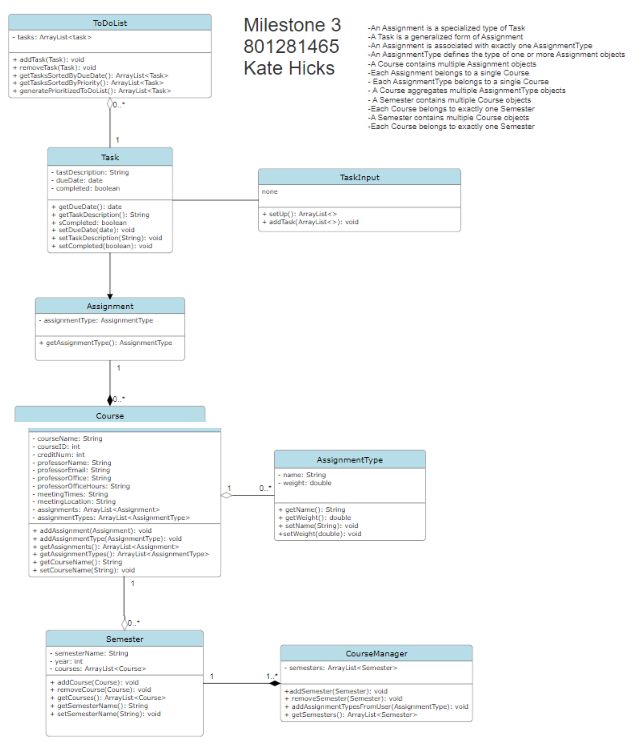 ToDoList
- tasks: ArrayList<task>
+ addTask(Task): void
+ removeTask(Task): void
+ getTasksSortedByDueDate(): ArrayList<Task>
+ getTasksSortedByPriority(): ArrayList<Task>
+ generatePrioritizedToDoList(): ArrayList<Task>
Milestone 3
801281465
Kate Hicks
-An Assignment is a specialized type of Task
-A Task is a generalized form of Assignment
-An Assignment is associated with exactly one AssignmentType
-An AssignmentType defines the type of one or more Assignment objects
-A Course contains multiple Assignment objects
-Each Assignment belongs to a single Course
- Each AssignmentType belongs to a single Course
- A Course aggregates multiple AssignmentType objects
- A Semester contains multiple Course objects
-Each Course belongs to exactly one Semester
-A Semester contains multiple Course objects
-Each Course belongs to exactly one Semester
0..*
1
Task
- tastDescription: String
- dueDate: date
- completed: boolean
+ getDueDate(): date
+ getTaskDescription(): String
+ sCompleted: boolean
+ setDueDate(date): void
+ setTaskDescription(String): void
+ setCompleted(boolean): void
TaskInput
none
+ setUp(): ArrayList<>
+ addTask(ArrayList<>): void
Assignment
- assignmentType: AssignmentType
+ getAssignmentType(): AssignmentType
1
0..*
Course
- courseName: String
- courseID: int
- creditNum: int
- professorName: String
- professorEmail: String
- professorOffice: String
- professorOfficeHours: String
- meetingTimes: String
- meetingLocation: String
- assignments: ArrayList<Assignment>
- assignmentTypes: ArrayList<AssignmentType>
+ addAssignment(Assignment): void
+ addAssignmentType(AssignmentType): void
+ getAssignments(): ArrayList<Assignment>
+ getAssignmentTypes(): ArrayList<AssignmentType>
+ getCourseName(): String
+ setCourseName(String): void
1
0..*
AssignmentType
- name: String
- weight: double
+ getName(): String
+ getWeight(): double
+ setName(String): void
+setWeight(double): void
1
0..*
Semester
- semesterName: String
- year: int
- courses: ArrayList<Course>
+ addCourse(Course): void
+ removeCourse(Course): void
+ getCourses(): ArrayList<Course>
+ getSemesterName(): String
+ setSemesterName(String): void
1
1..*
CourseManager
- semesters: ArrayList<Semester>
+addSemester(Semester): void
+ removeSemester(Semester): void
+ addAssignmentTypesFromUser(AssignmentType): void
+ getSemesters(): ArrayList<Semester>